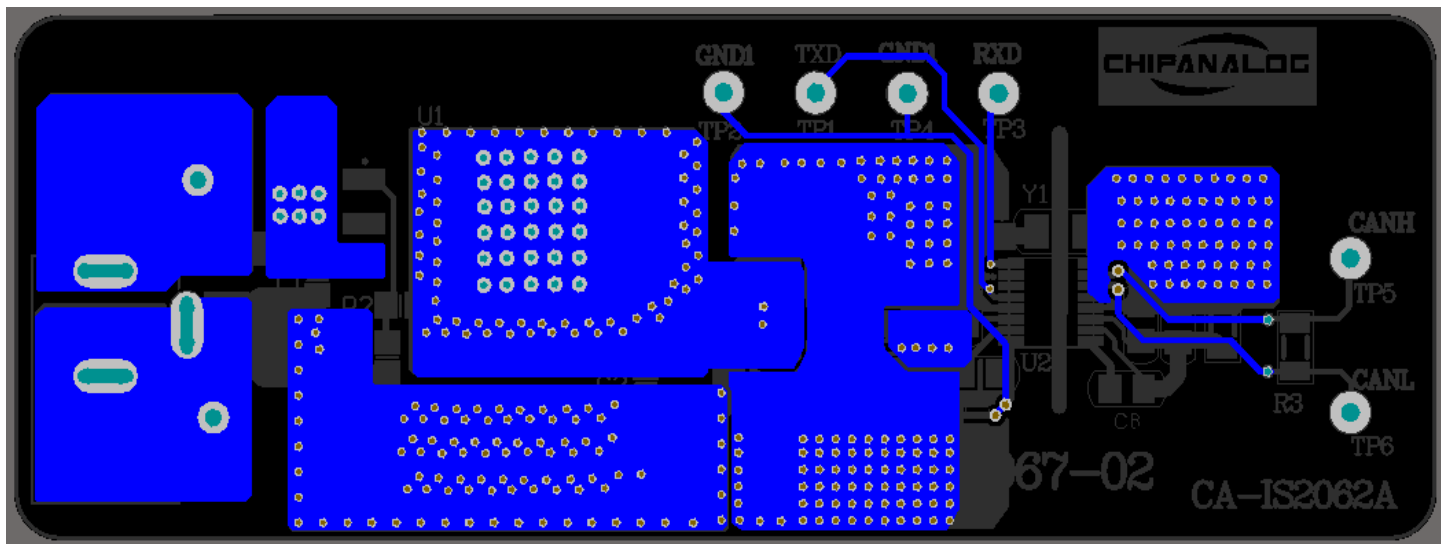 GND1 TXD GND1 RXD
CHIPANALOG
U1
TP2 TP1 TP4 TP3
Y1
CANH
TP5
U2
CANL
R3
TP6
67-02
CA-IS2062A